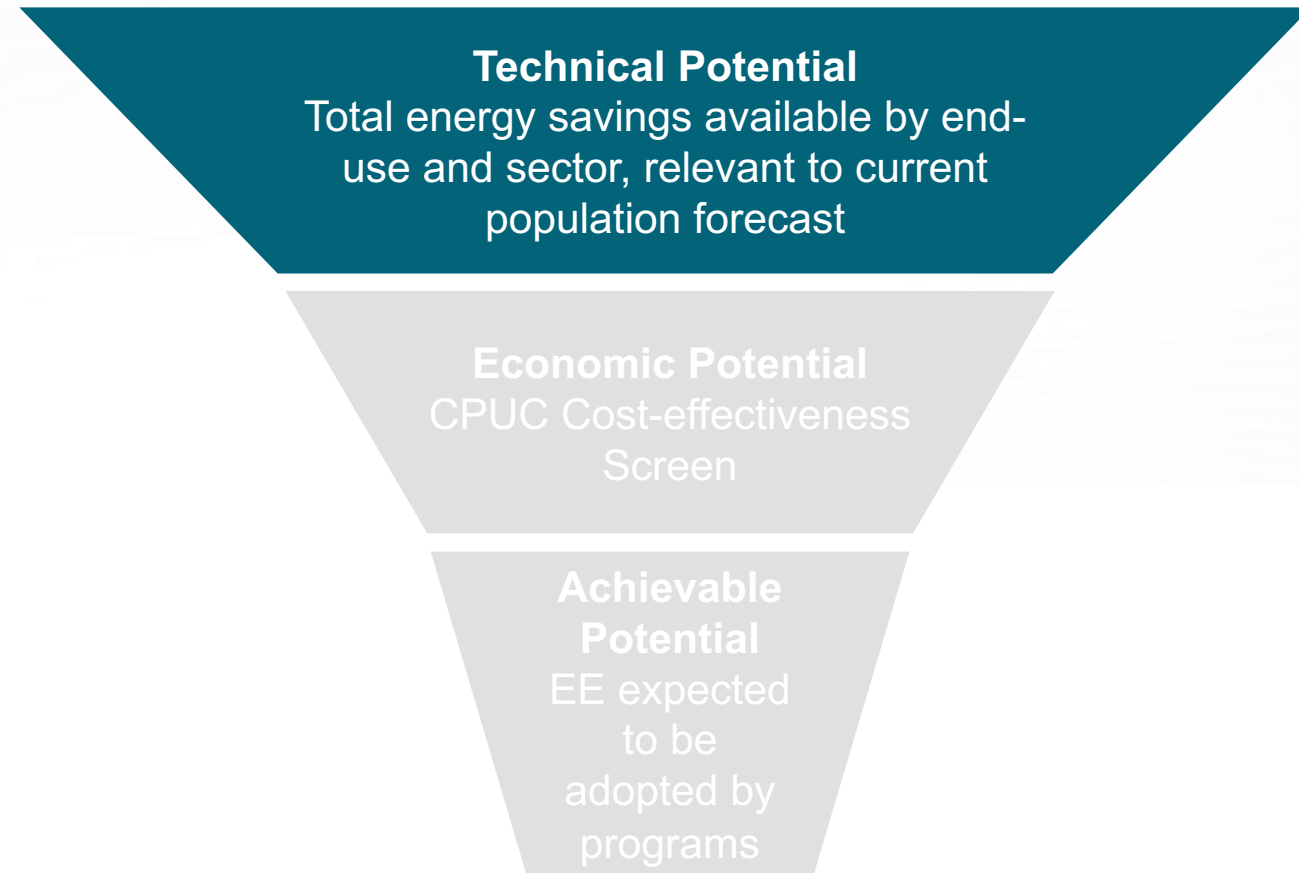 Technical Potential
Total energy savings available by end-
use and sector, relevant to current
population forecast
Economic Potential
CPUC Cost-effectiveness
Screen
Achievable
Potential
EE expected
to be
adopted by
programs